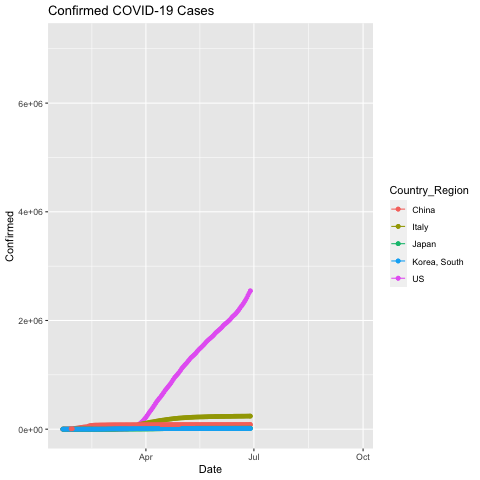 Confirmed COVID-19 Cases
6e+06
4e+06
2e+06
0e+00
Confirmed
Apr
Jul
Oct
Date
Country_Region
China
Italy
Japan
Korea, South
US